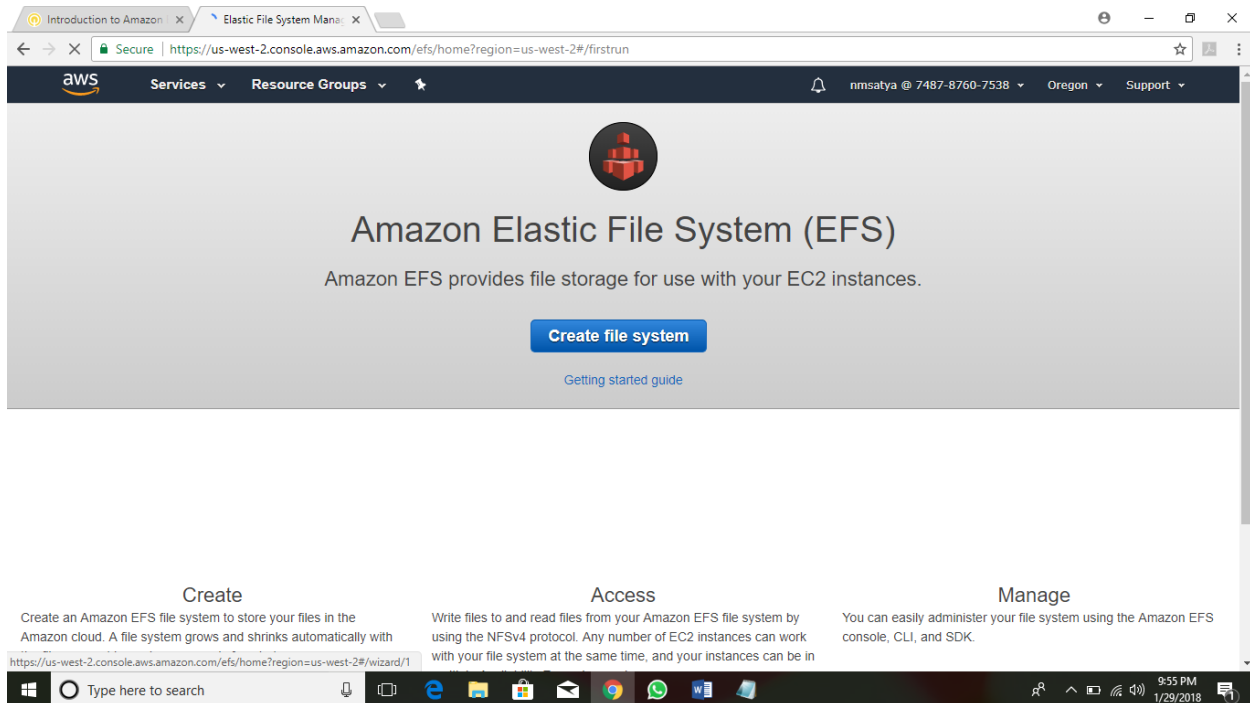 Introduction to Amazon
Elastic File System Mana
Secure | https://us-west-2.console.aws.amazon.com/efs/home?region=us-west-2#/firstrun
aws Services Resource Groups nmsatya @ 7487-8760-7538 Oregon Support
Amazon Elastic File System (EFS)
Amazon EFS provides file storage for use with your EC2 instances.
Create file system
Getting started guide
Create
Create an Amazon EFS file system to store your files in the
Amazon cloud. A file system grows and shrinks automatically with
Access
Write files to and read files from your Amazon EFS file system by
using the NFSv4 protocol. Any number of EC2 instances can work
with your file system at the same time, and your instances can be in
Manage
You can easily administer your file system using the Amazon EFS
console, CLI, and SDK.
https://us-west-2.console.aws.amazon.com/efs/home?region=us-west-2#/wizard/1
Type here to search
9:55 PM
1/29/2018